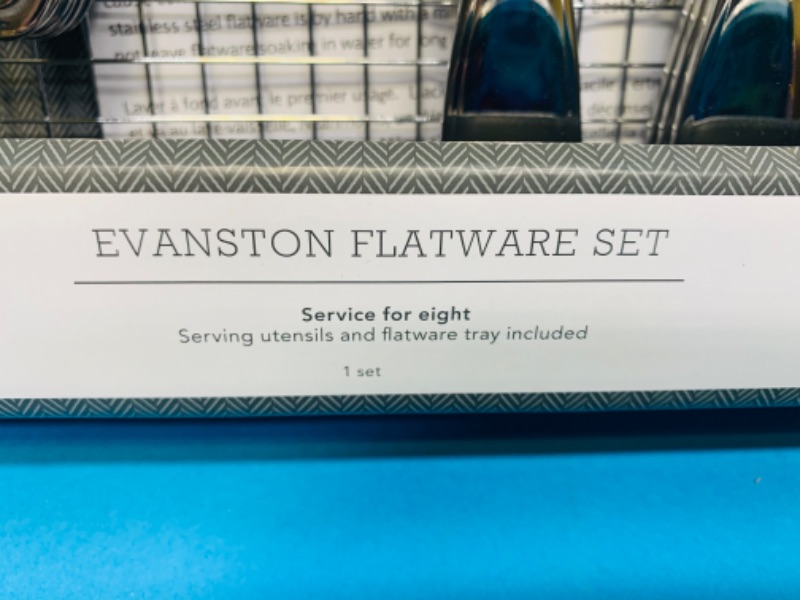 stainless steel flatware is by hand with a
not leave flatware soaking in water for long
Laver à fond avant le premier usage.
EVANSTON FLATWARE SET
Service for eight
Serving utensils and flatware tray included
1 set